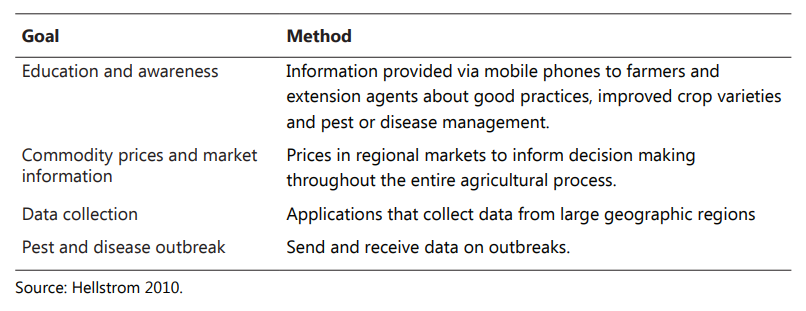 Goal Method
Education and awareness Information provided via mobile phones to farmers and
extension agents about good practices, improved crop varieties
and pest or disease management.
Commodity prices and market Prices in regional markets to inform decision making
information throughout the entire agricultural process.
Data collection Applications that collect data from large geographic regions
Pest and disease outbreak Send and receive data on outbreaks.
Source: Hellstrom 2010.